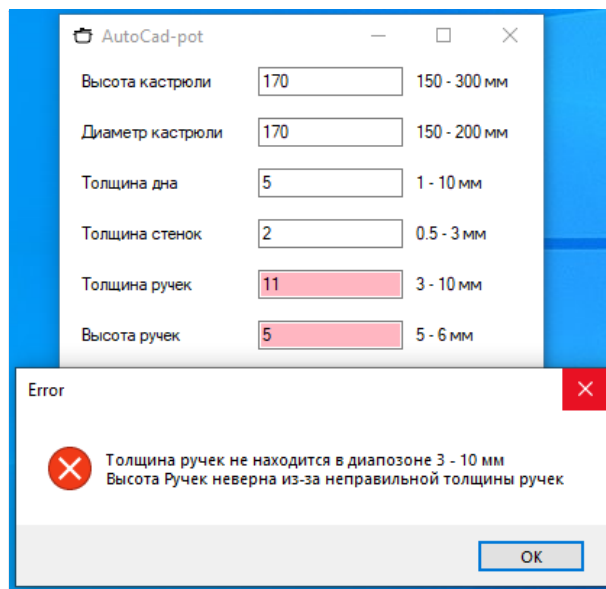 AutoCad-pot
Высота кастрюли 170 150 - 300 мм
Диаметр кастрюли 170 150 - 200 мм
Толщина дна 5 1 - 10 мм
Толщина стенок 2 0.5 - 3 мм
Толщина ручек 11 3 - 10 мм
Высота ручек 5 5 - 6 мм
Error
Толщина ручек не находится в диапозоне 3 - 10 мм
Высота Ручек неверна из-за неправильной толщины ручек
OK